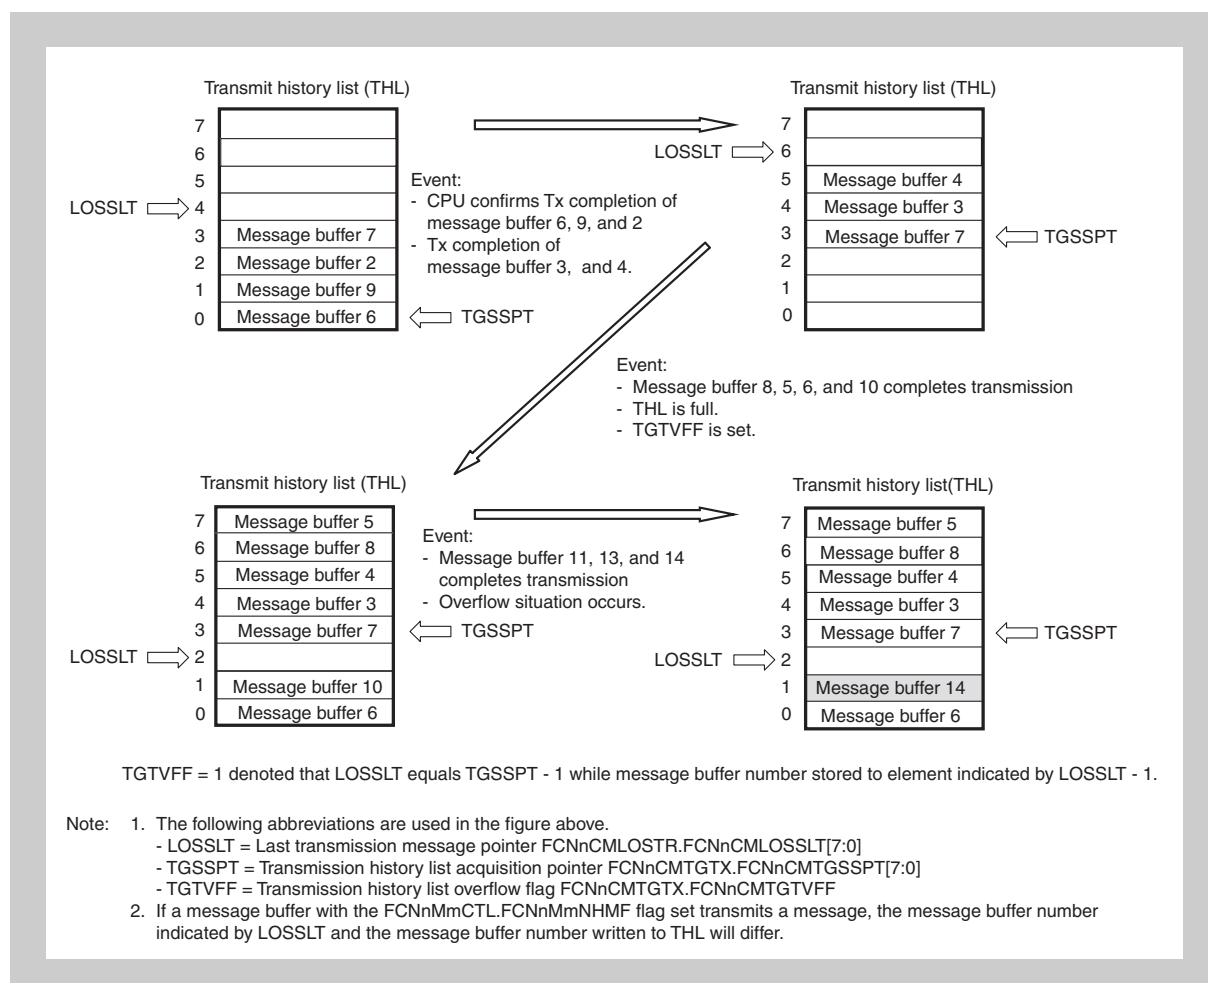 Transmit history list (THL)
7
6
5
LOSSLT 4
3 Message buffer 7
2 Message buffer 2
1 Message buffer 9
0 Message buffer 6 TGSSPT
Event:
- CPU confirms Tx completion of
message buffer 6, 9, and 2
- Tx completion of
message buffer 3, and 4.
Transmit history list (THL)
7
LOSSLT 6
5 Message buffer 4
4 Message buffer 3
3 Message buffer 7 TGSSPT
2
1
0
Event:
- Message buffer 8, 5, 6, and 10 completes transmission
- THL is full.
- TGTVFF is set.
Transmit history list (THL)
7 Message buffer 5
6 Message buffer 8
5 Message buffer 4
4 Message buffer 3
3 Message buffer 7 TGSSPT
LOSSLT 2
1 Message buffer 10
0 Message buffer 6
Event:
- Message buffer 11, 13, and 14
completes transmission
- Overflow situation occurs.
Transmit history list(THL)
7 Message buffer 5
6 Message buffer 8
5 Message buffer 4
4 Message buffer 3
3 Message buffer 7 TGSSPT
LOSSLT 2
1 Message buffer 14
0 Message buffer 6
TGTVFF = 1 denoted that LOSSLT equals TGSSPT - 1 while message buffer number stored to element indicated by LOSSLT - 1.
Note: 1. The following abbreviations are used in the figure above.
- LOSSLT = Last transmission message pointer FCNnCMLOSTR.FCNnCMLOSSLT[7:0]
- TGSSPT = Transmission history list acquisition pointer FCNnCMTGTX.FCNnCMTGSSPT[7:0]
- TGTVFF = Transmission history list overflow flag FCNnCMTGTX.FCNnCMTGTVFF
2. If a message buffer with the FCNnMmCTL.FCNnMmNHMF flag set transmits a message, the message buffer number
indicated by LOSSLT and the message buffer number written to THL will differ.